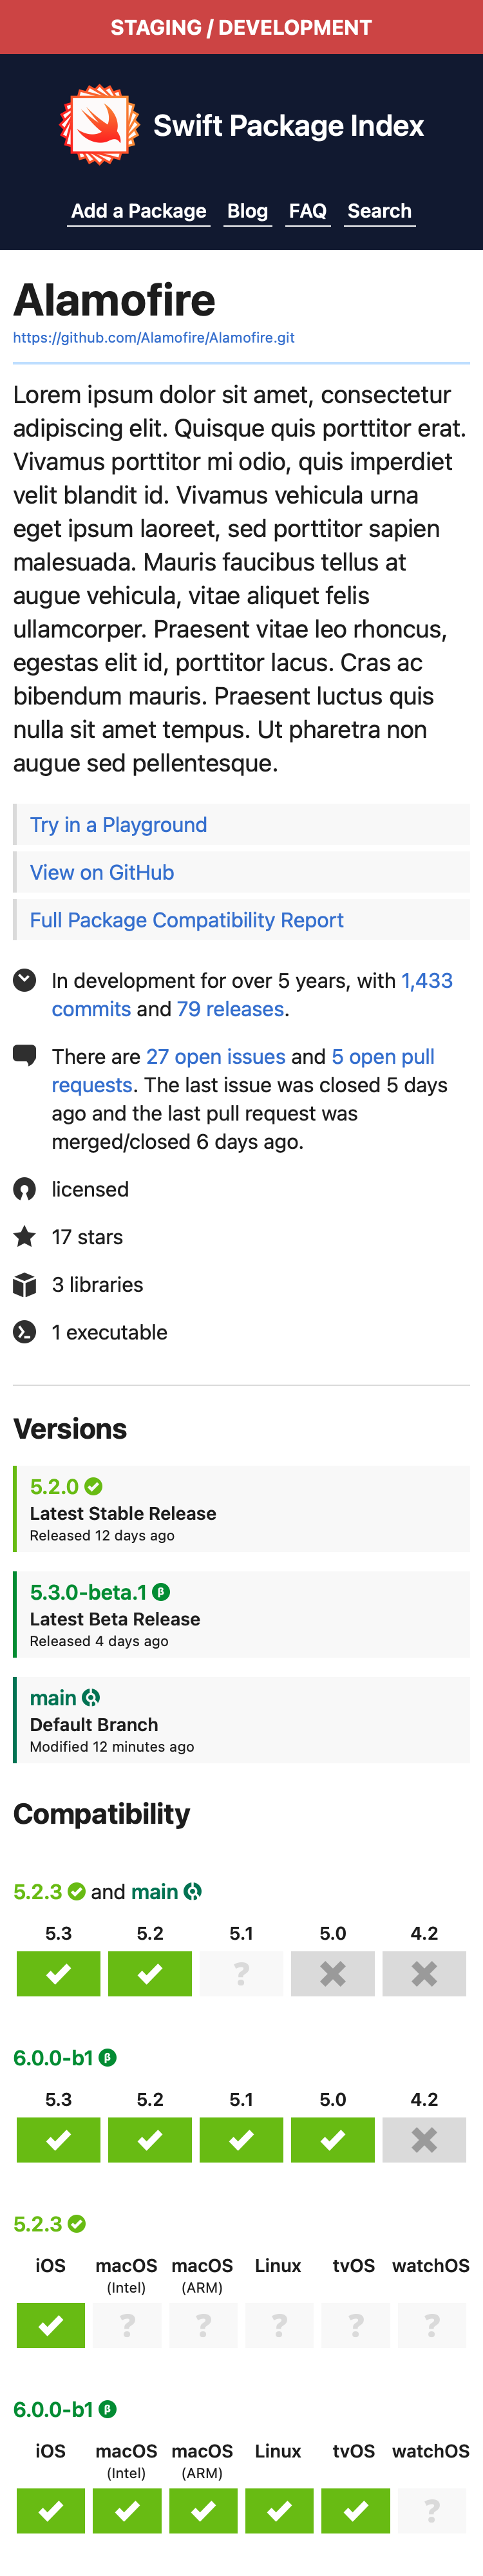 STAGING / DEVELOPMENT
Swift Package Index
Add a Package Blog FAQ Search
Alamofire
https://github.com/Alamofire/Alamofire.git
Lorem ipsum dolor sit amet, consectetur
adipiscing elit. Quisque quis porttitor erat.
Vivamus porttitor mi odio, quis imperdiet
velit blandit id. Vivamus vehicula urna
eget ipsum laoreet, sed porttitor sapien
malesuada. Mauris faucibus tellus at
augue vehicula, vitae aliquet felis
ullamcorper. Praesent vitae leo rhoncus,
egestas elit id, porttitor lacus. Cras ac
bibendum mauris. Praesent luctus quis
nulla sit amet tempus. Ut pharetra non
augue sed pellentesque.
Try in a Playground
View on GitHub
Full Package Compatibility Report
In development for over 5 years, with 1,433
commits and 79 releases.
There are 27 open issues and 5 open pull
requests. The last issue was closed 5 days
ago and the last pull request was
merged/closed 6 days ago.
licensed
17 stars
3 libraries
1 executable
Versions
5.2.0
Latest Stable Release
Released 12 days ago
5.3.0-beta.1 β
Latest Beta Release
Released 4 days ago
main
Default Branch
Modified 12 minutes ago
Compatibility
5.2.3 and main
5.3 5.2 5.1 5.0 4.2
?
6.0.0-b1 β
5.3 5.2 5.1 5.0 4.2
5.2.3
iOS macOS macOS Linux tvOS watchOS
(Intel) (ARM)
? ? ? ? ?
6.0.0-b1 β
iOS macOS macOS Linux tvOS watchOS
(Intel) (ARM)
?